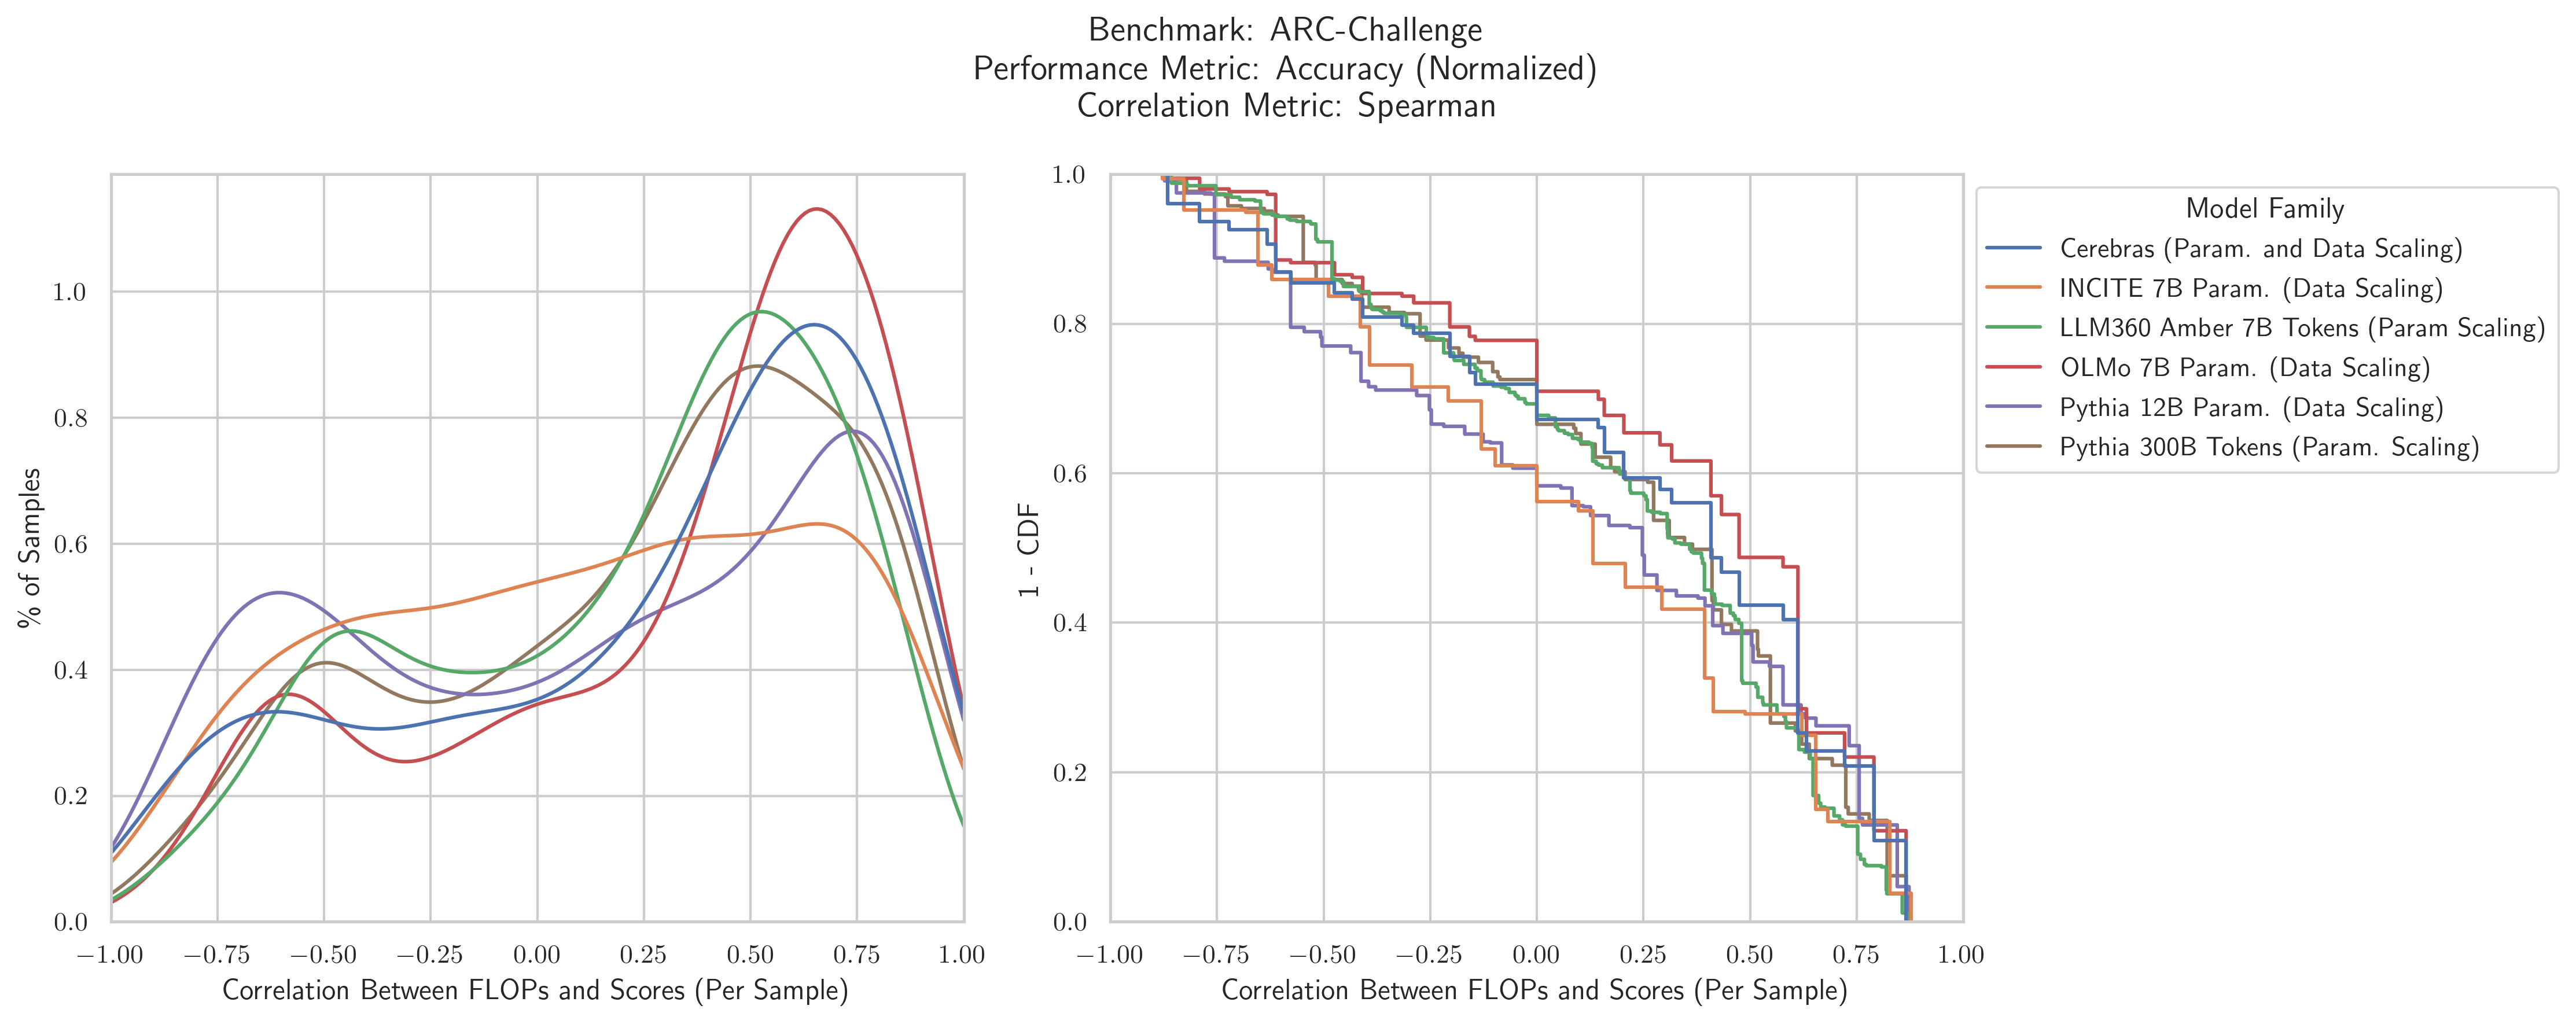 Benchmark: ARC-Challenge
Performance Metric: Accuracy (Normalized)
Correlation Metric: Spearman
% of Samples
1.0
0.8
0.6
0.4
0.2
0.0
−1.00 −0.75 −0.50 −0.25 0.00 0.25 0.50 0.75 1.00
Correlation Between FLOPs and Scores (Per Sample)
1 - CDF
1.0
0.8
0.6
0.4
0.2
0.0
−1.00 −0.75 −0.50 −0.25 0.00 0.25 0.50 0.75 1.00
Correlation Between FLOPs and Scores (Per Sample)
Model Family
Cerebras (Param. and Data Scaling)
INCITE 7B Param. (Data Scaling)
LLM360 Amber 7B Tokens (Param Scaling)
OLMo 7B Param. (Data Scaling)
Pythia 12B Param. (Data Scaling)
Pythia 300B Tokens (Param. Scaling)